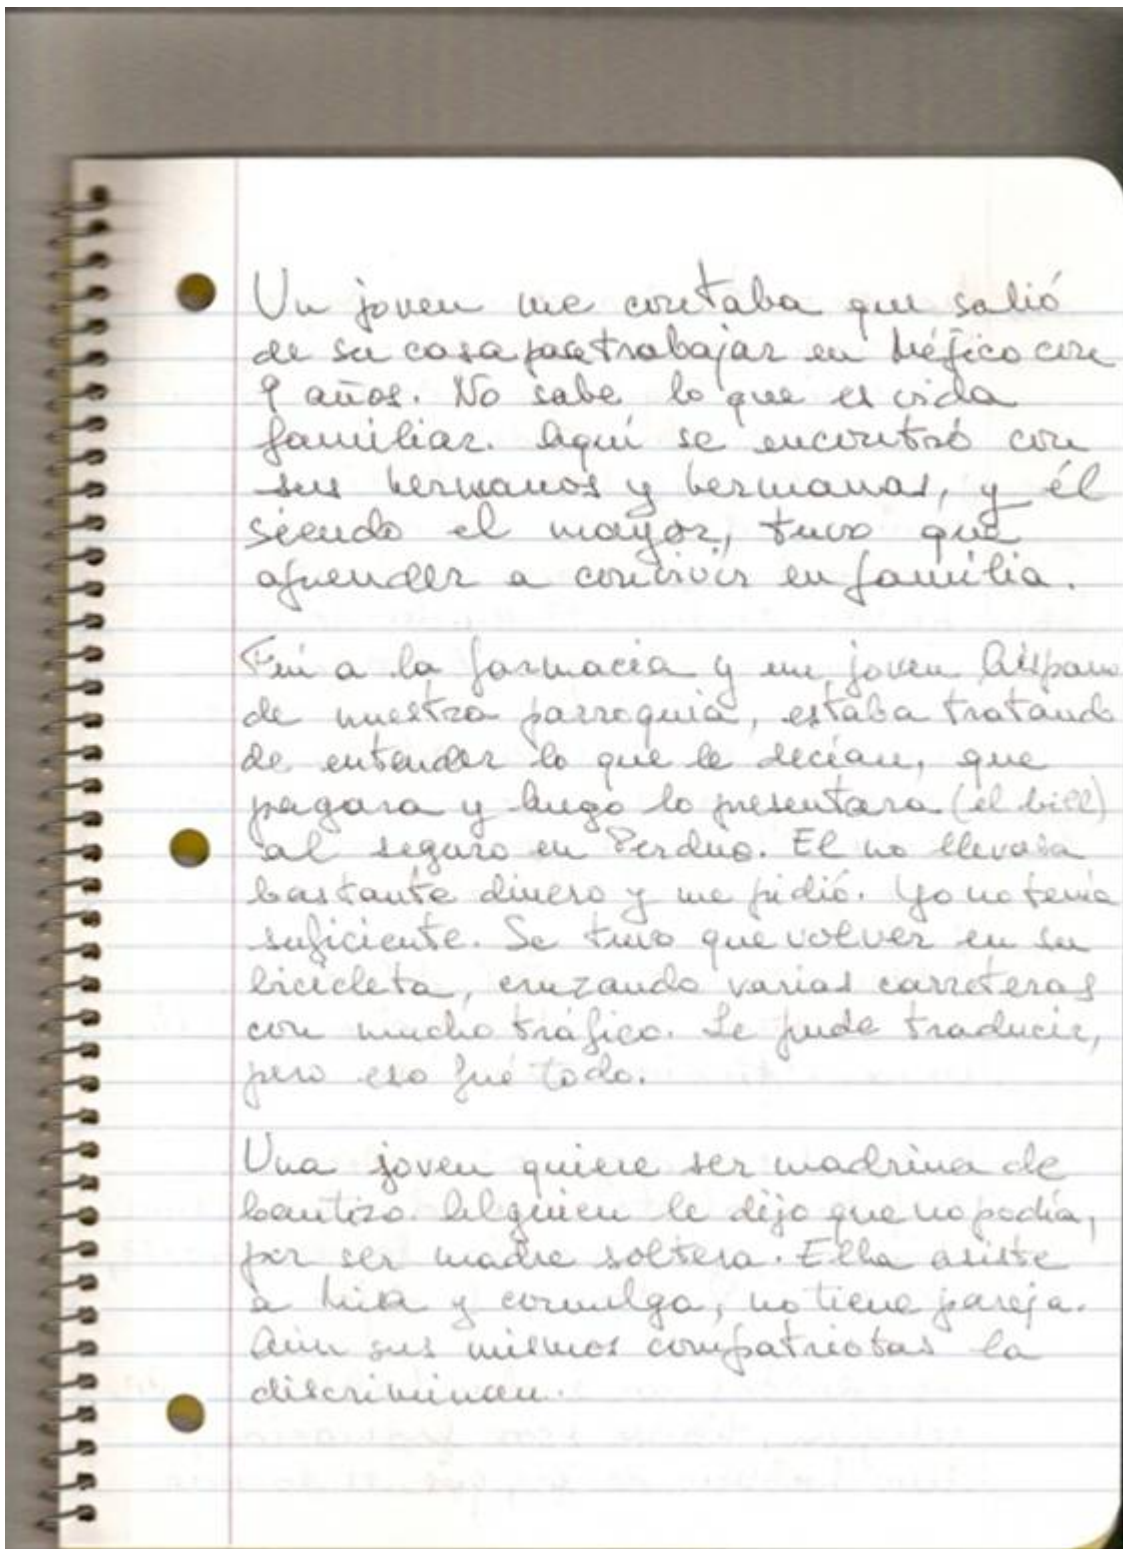 Un joven me contaba que salió
de su casa para trabajar en Méjico con
9 años. No sabe lo que es vida
familiar. Aquí se encontró con
sus hermanos y hermanas, y él
siendo el mayor, tuvo que
aprender a convivir en família.
Fui a la farmacia y un joven hispano
de nuestra parroquia, estaba tratando
de entender lo que le decían, que
pagara y luego lo presentara (el bill)
al seguro en Perduo. El no llevaba
bastante dinero y me pidió. Yo no tenía
suficiente. Se tuvo que volver en su
bicicleta, cruzando varias carreteras
con mucho tráfico. Le pude traducir,
pero eso fué todo.
Una joven quiere ser madrina de
bautizo. Alguien le dijo que no podía,
por ser madre soltera. Ella asiste
a Misa y comulga, no tiene pareja.
Aún sus mismos compatriotas la
discriminan.